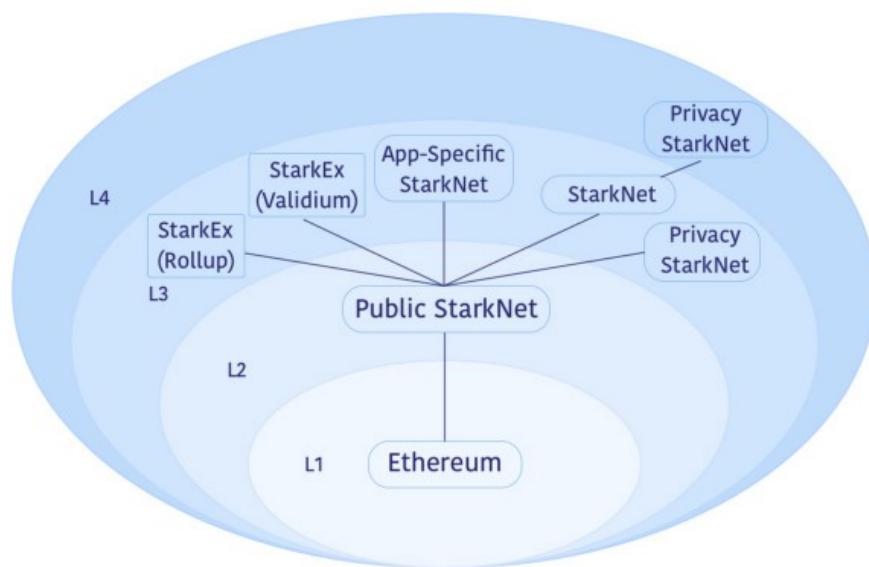 Privacy
StarkNet
App-Specific
StarkNet
StarkEx
(Validium)
StarkNet
L4
StarkEx
(Rollup)
Privacy
StarkNet
L3
Public StarkNet
L2
L1
Ethereum